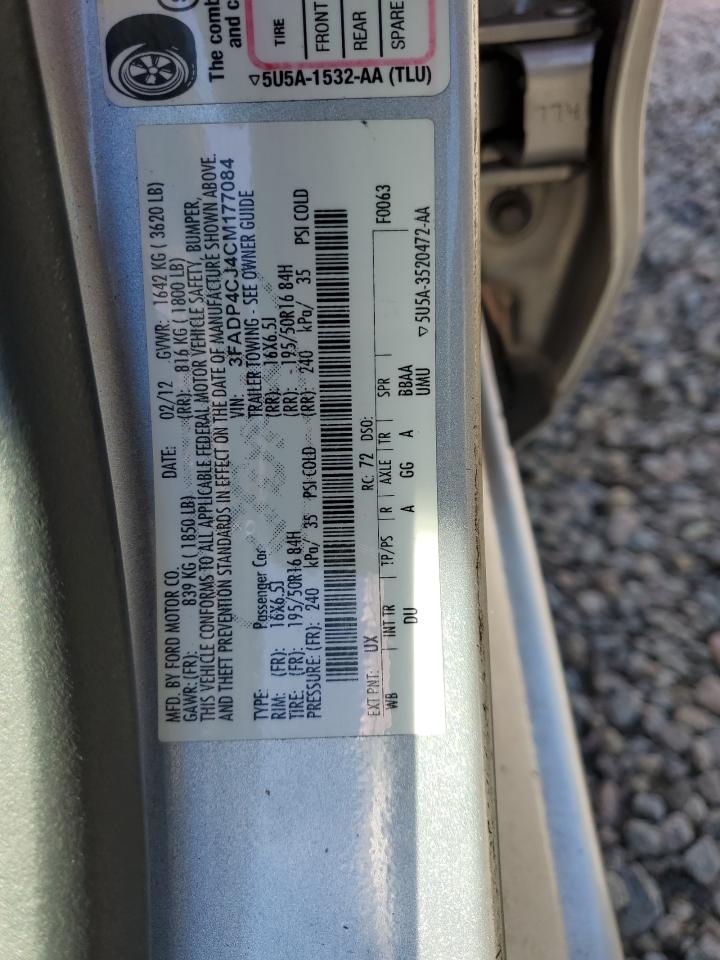 The comb
and c
TIRE
FRONT
REAR
SPARE
▽5U5A-1532-AA (TLU)
MFD. BY FORD MOTOR CO. DATE: 02/12 GVWR: 1642 KG ( 3620 LB)
GAWR: (FR): 839 KG ( 1850 LB) (RR): 816 KG ( 1800 LB)
THIS VEHICLE CONFORMS TO ALL APPLICABLE FEDERAL MOTOR VEHICLE SAFETY, BUMPER,
AND THEFT PREVENTION STANDARDS IN EFFECT ON THE DATE OF MANUFACTURE SHOWN ABOVE.
VIN: 3FADP4CJ4CM177084
TYPE: Passenger Car TRAILER TOWING - SEE OWNER GUIDE
RIM: (FR): 16X6.5J (RR): 16X6.5J
TIRE: (FR): 195/50R16 84H (RR): 195/50R16 84H
PRESSURE: (FR): 240 kPa/ 35 PSI COLD (RR): 240 kPa/ 35 PSI COLD
EXT PNT: UX RC: 72 DSO: F0063
WB INT TR TP/PS R AXLE TR SPR
DU A GG A BBAA
UMU
▽5U5A-3520472-AA
774